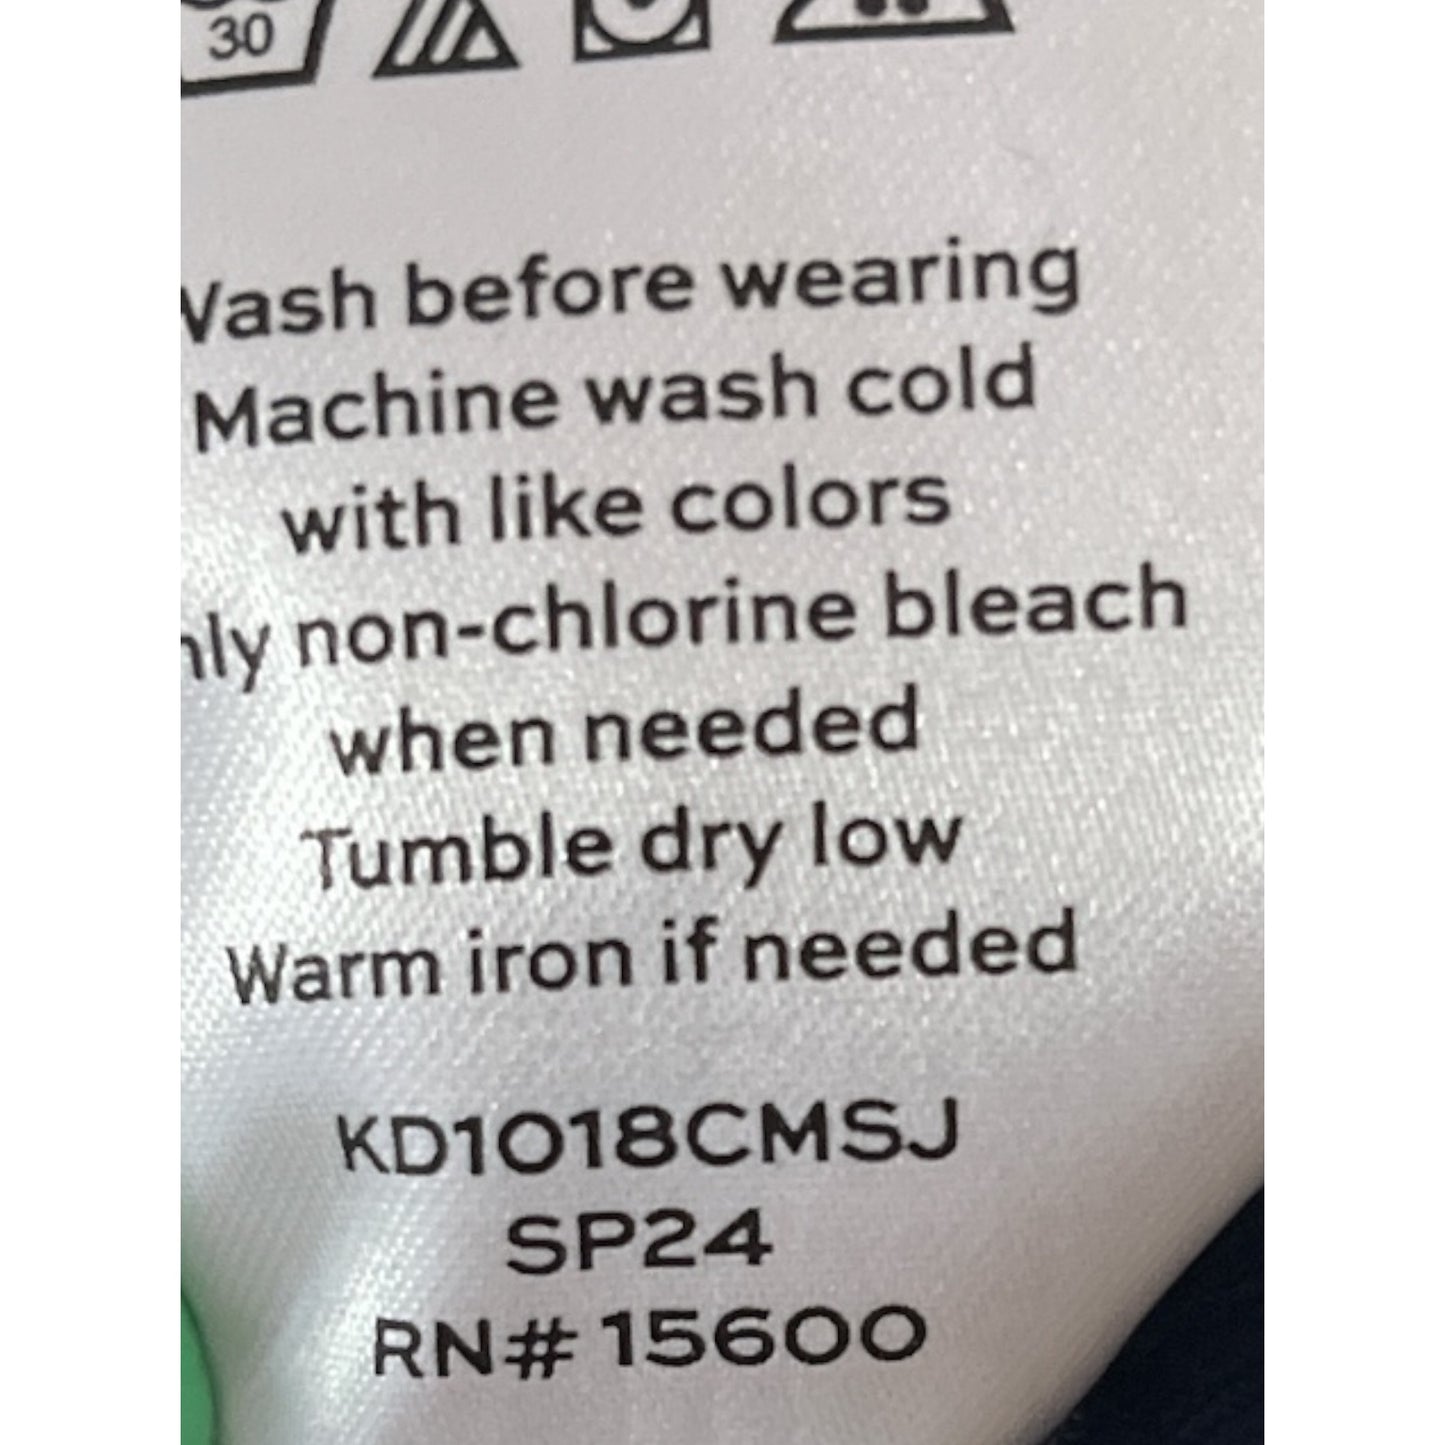 30
Wash before wearing
Machine wash cold
with like colors
nly non-chlorine bleach
when needed
Tumble dry low
Warm iron if needed
KD1018CMSJ
SP24
RN# 15600